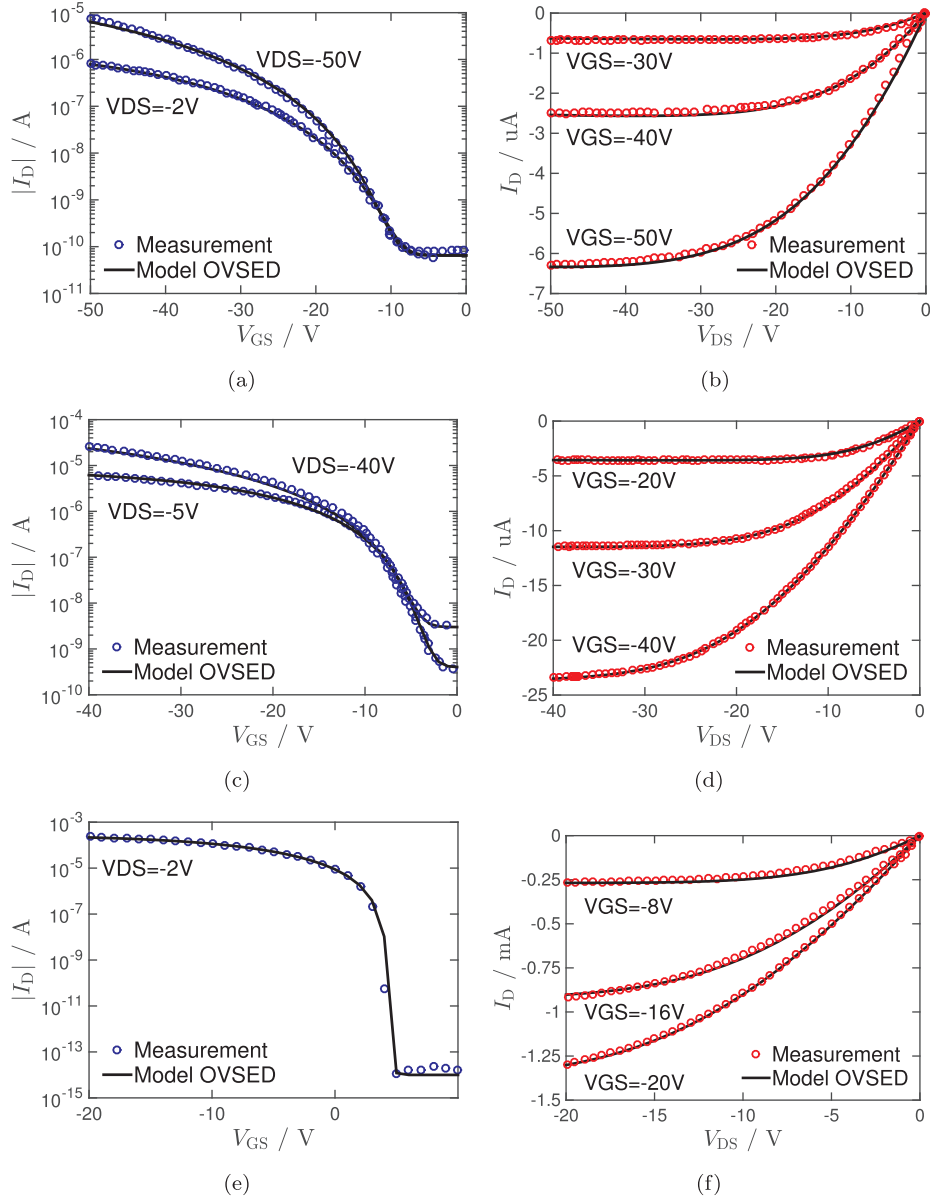 10^-5
10^-6
10^-7
10^-8
10^-9
10^-10
10^-11
|I_D| / A
VDS=-50V
VDS=-2V
Measurement
Model OVSED
-50 -40 -30 -20 -10 0
V_GS / V
(a)
0
-1
-2
-3
-4
-5
-6
-7
I_D / uA
VGS=-30V
VGS=-40V
VGS=-50V
Measurement
Model OVSED
-50 -40 -30 -20 -10 0
V_DS / V
(b)
10^-4
10^-5
10^-6
10^-7
10^-8
10^-9
10^-10
|I_D| / A
VDS=-40V
VDS=-5V
Measurement
Model OVSED
-40 -30 -20 -10 0
V_GS / V
(c)
0
-5
-10
-15
-20
-25
I_D / uA
VGS=-20V
VGS=-30V
VGS=-40V
Measurement
Model OVSED
-40 -30 -20 -10 0
V_DS / V
(d)
10^-3
10^-5
10^-7
10^-9
10^-11
10^-13
10^-15
|I_D| / A
VDS=-2V
Measurement
Model OVSED
-20 -10 0
V_GS / V
(e)
0
-0.25
-0.5
-0.75
-1
-1.25
-1.5
I_D / mA
VGS=-8V
VGS=-16V
VGS=-20V
Measurement
Model OVSED
-20 -15 -10 -5 0
V_DS / V
(f)